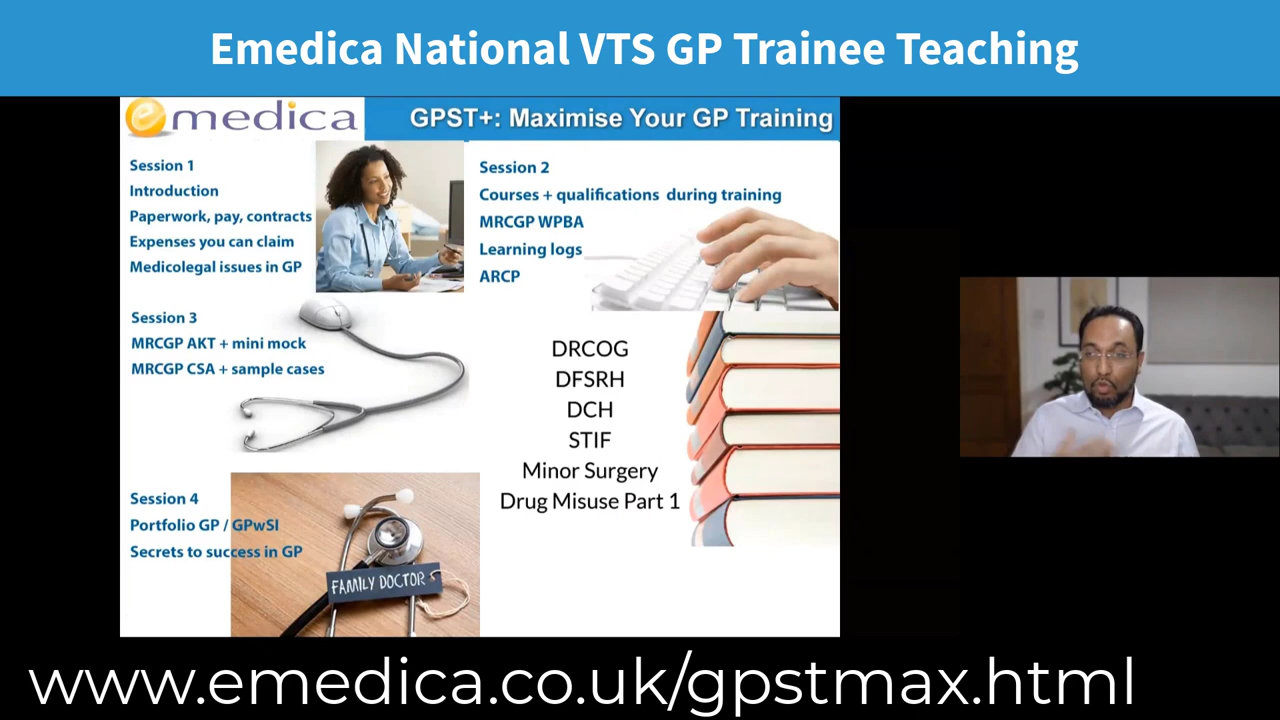 Emedica National VTS GP Trainee Teaching
emedica
GPST+: Maximise Your GP Training
Session 1
Introduction
Paperwork, pay, contracts
Expenses you can claim
Medicolegal issues in GP
Session 2
Courses + qualifications during training
MRCGP WPBA
Learning logs
ARCP
Session 3
MRCGP AKT + mini mock
MRCGP CSA + sample cases
DRCOG
DFSRH
DCH
STIF
Minor Surgery
Drug Misuse Part 1
Session 4
Portfolio GP / GPwSI
Secrets to success in GP
FAMILY DOCTOR
www.emedica.co.uk/gpstmax.html